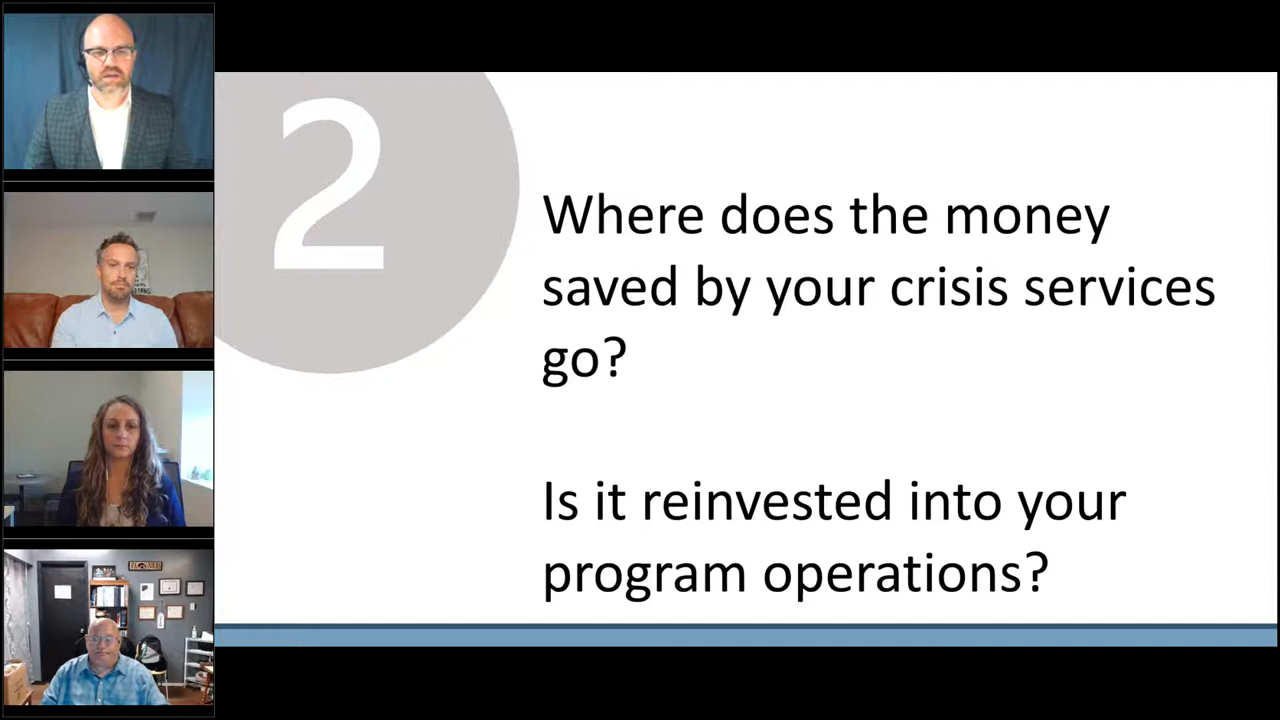 2
Where does the money
saved by your crisis services
go?
Is it reinvested into your
program operations?